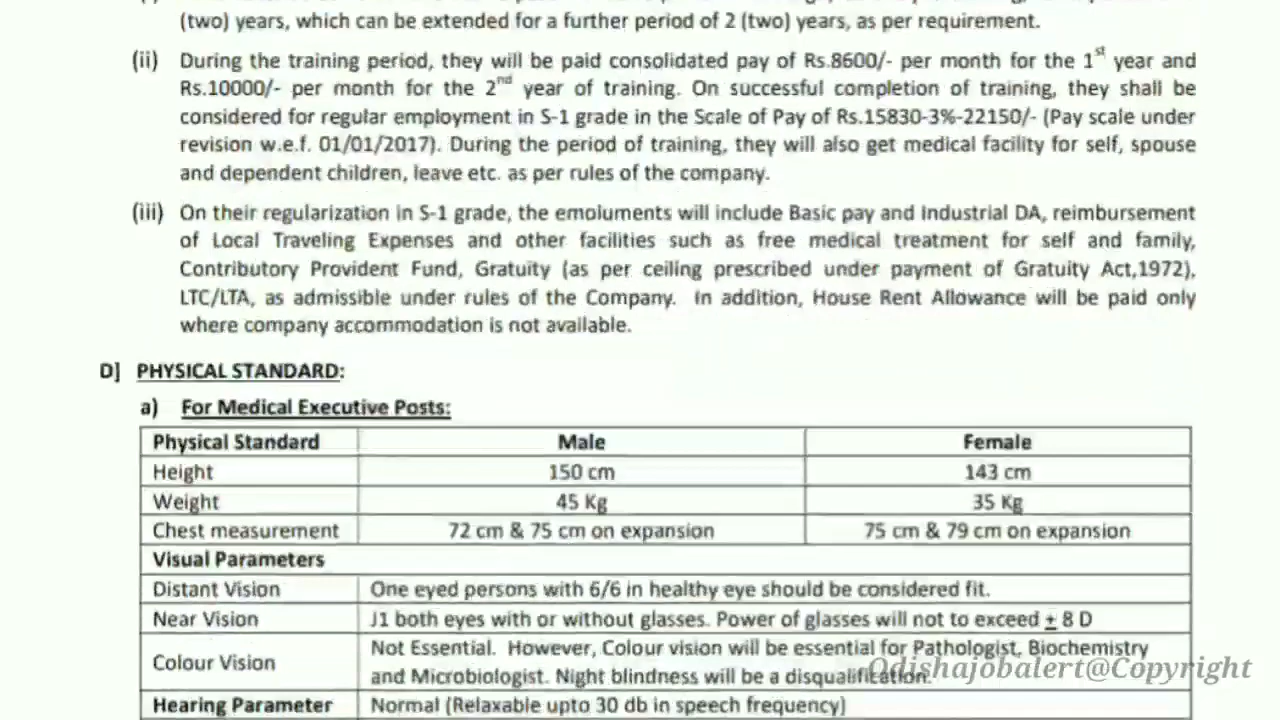 (two) years, which can be extended for a further period of 2 (two) years, as per requirement.
(ii) During the training period, they will be paid consolidated pay of Rs.8600/- per month for the 1st year and
Rs.10000/- per month for the 2nd year of training. On successful completion of training, they shall be
considered for regular employment in S-1 grade in the Scale of Pay of Rs.15830-3%-22150/- (Pay scale under
revision w.e.f. 01/01/2017). During the period of training, they will also get medical facility for self, spouse
and dependent children, leave etc. as per rules of the company.
(iii) On their regularization in S-1 grade, the emoluments will include Basic pay and Industrial DA, reimbursement
of Local Traveling Expenses and other facilities such as free medical treatment for self and family,
Contributory Provident Fund, Gratuity (as per ceiling prescribed under payment of Gratuity Act,1972),
LTC/LTA, as admissible under rules of the Company. In addition, House Rent Allowance will be paid only
where company accommodation is not available.
D] PHYSICAL STANDARD:
a) For Medical Executive Posts:
Physical Standard Male Female
Height 150 cm 143 cm
Weight 45 Kg 35 Kg
Chest measurement 72 cm & 75 cm on expansion 75 cm & 79 cm on expansion
Visual Parameters
Distant Vision One eyed persons with 6/6 in healthy eye should be considered fit.
Near Vision J1 both eyes with or without glasses. Power of glasses will not to exceed ± 8 D
Colour Vision Not Essential. However, Colour vision will be essential for Pathologist, Biochemistry
and Microbiologist. Night blindness will be a disqualification.
Odishajobalert@Copyright
Hearing Parameter Normal (Relaxable upto 30 db in speech frequency)